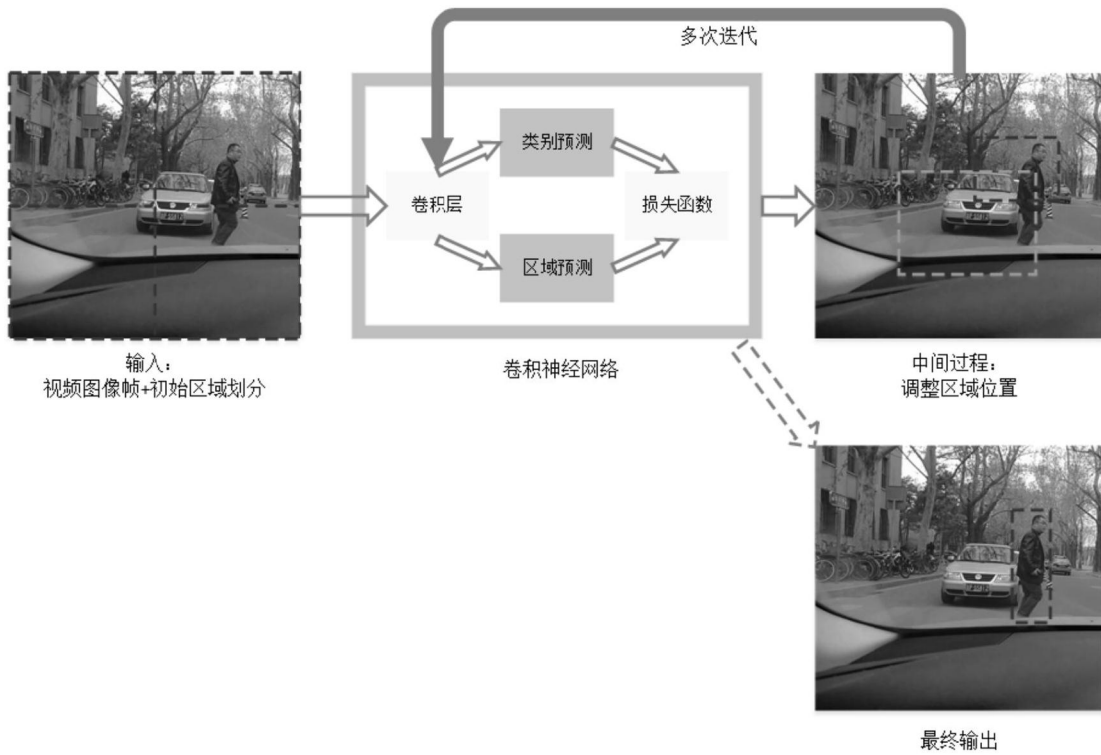 多次迭代
类别预测
卷积层
损失函数
区域预测
输入:
视频图像帧+初始区域划分
卷积神经网络
中间过程:
调整区域位置
最终输出